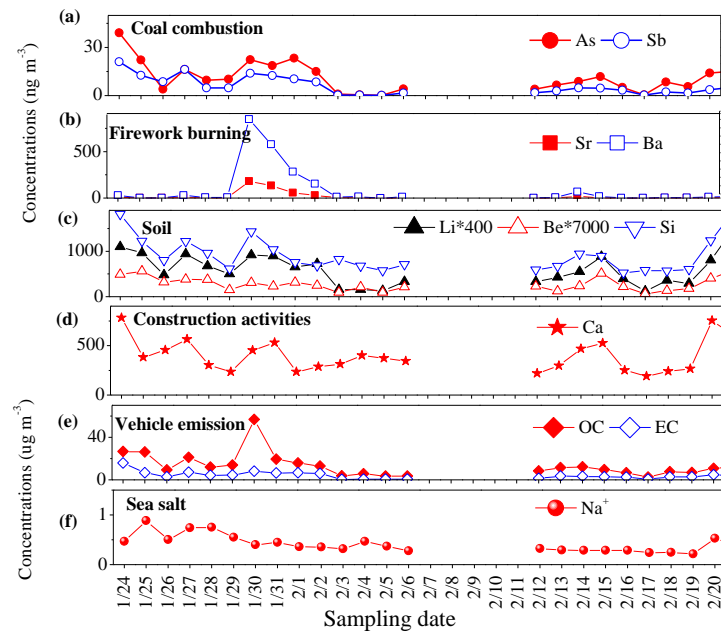 (a) Coal combustion
30
0
As Sb
(b)
Firework burning
500
0
Sr Ba
(c) Soil
1000
0
Li*400 Be*7000 Si
(d) Construction activities
500
0
Ca
(e) Vehicle emission
40
0
OC EC
(f) Sea salt
1
0
Na+
Concentrations (ng m-3)
Concentrations (ug m-3)
1/24 1/25 1/26 1/27 1/28 1/29 1/30 1/31 2/1 2/2 2/3 2/4 2/5 2/6 2/7 2/8 2/9 2/10 2/11 2/12 2/13 2/14 2/15 2/16 2/17 2/18 2/19 2/20
Sampling date